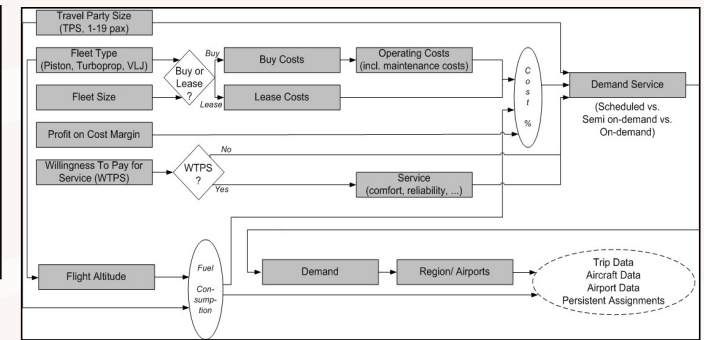 Travel Party Size
(TPS, 1-19 pax)
Fleet Type
(Piston, Turboprop, VLJ)
Buy or
Lease
?
Buy
Lease
Buy Costs
Operating Costs
(incl. maintenance costs)
C
o
s
t
%
Demand Service
(Scheduled vs.
Semi on-demand vs.
On-demand)
Fleet Size
Lease Costs
Profit on Cost Margin
Willingness To Pay for
Service (WTPS)
WTPS
?
No
Yes
Service
(comfort, reliability, ...)
Flight Altitude
Fuel
Con-
sump-
tion
Demand
Region/ Airports
Trip Data
Aircraft Data
Airport Data
Persistent Assignments